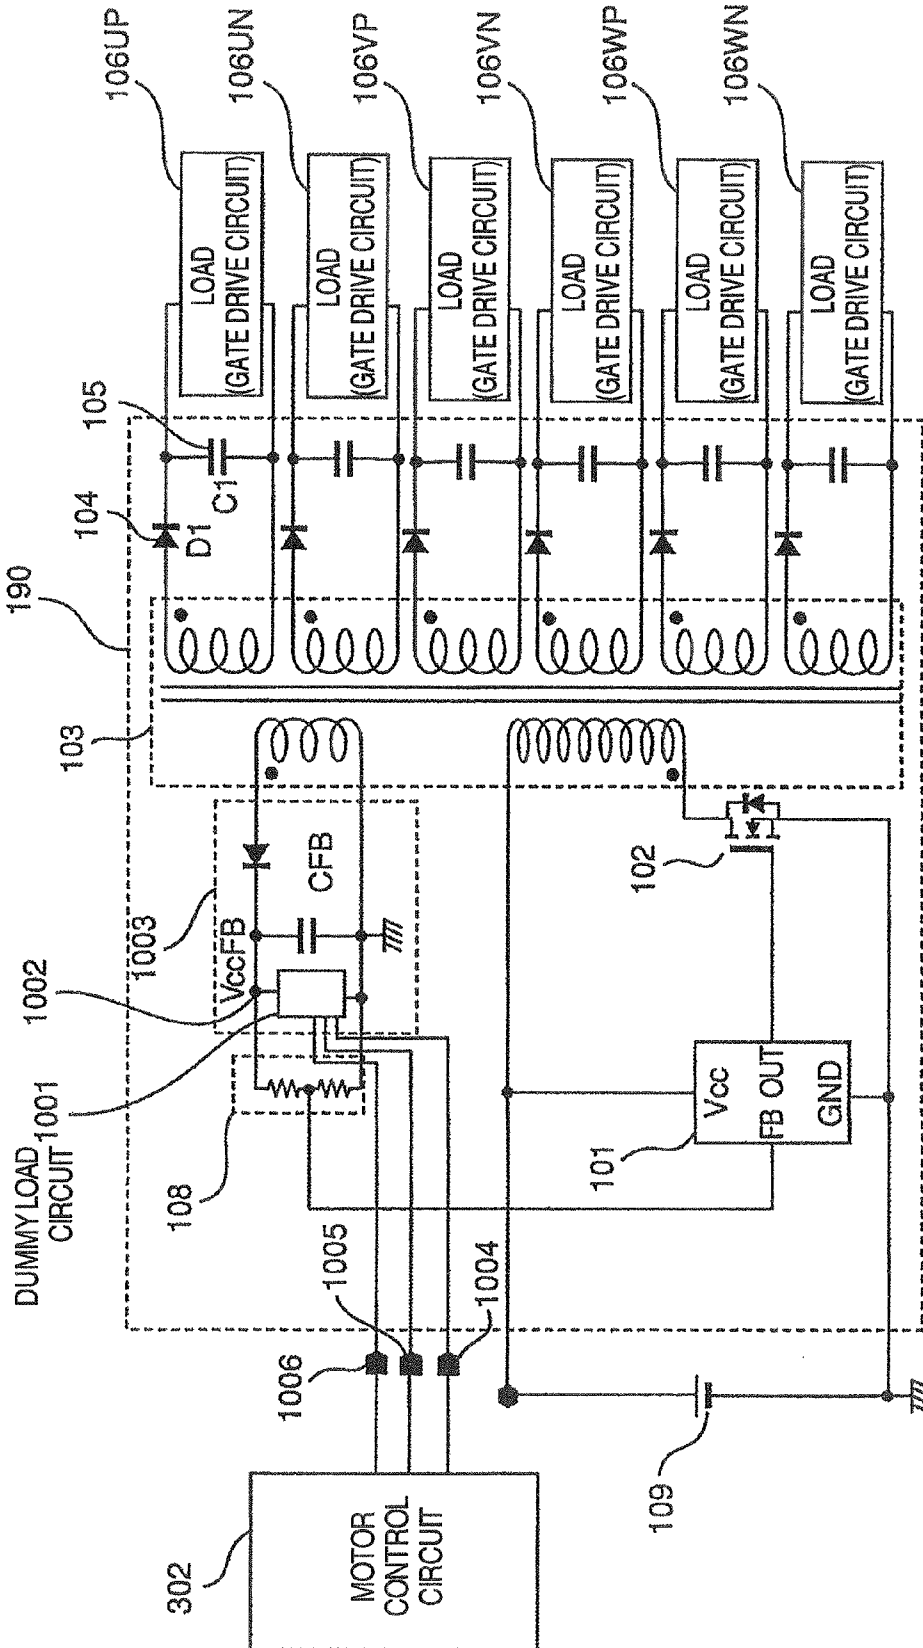 106UP
106UN
106VP
106VN
106WP
106WN
LOAD
(GATE DRIVE CIRCUIT)
LOAD
(GATE DRIVE CIRCUIT)
LOAD
(GATE DRIVE CIRCUIT)
LOAD
(GATE DRIVE CIRCUIT)
LOAD
(GATE DRIVE CIRCUIT)
LOAD
(GATE DRIVE CIRCUIT)
105
C1
104
D1
190
103
1003
CFB
VccFB
1002
DUMMY LOAD
CIRCUIT 1001
108
102
101
Vcc
FB OUT
GND
1006
1005
1004
109
302
MOTOR
CONTROL
CIRCUIT